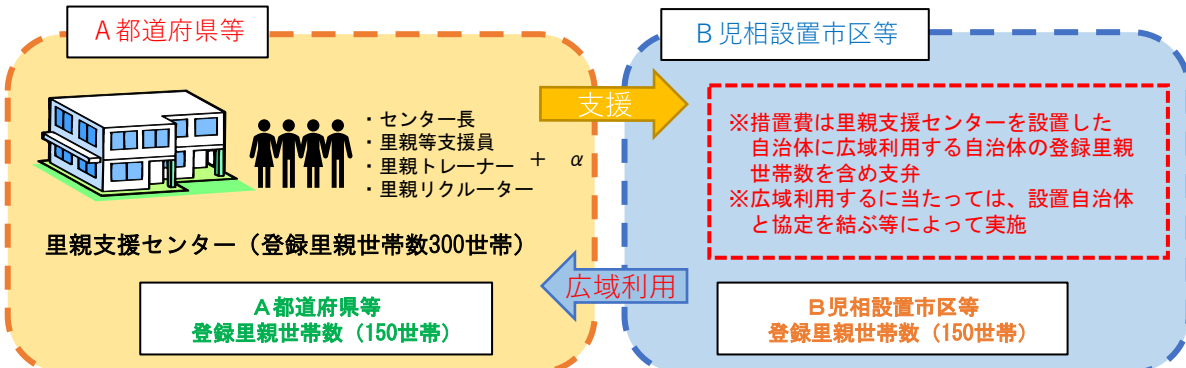 A都道府県等
・センター長
・里親等支援員
・里親トレーナー
・里親リクルーター
+ α
里親支援センター（登録里親世帯数300世帯）
A都道府県等
登録里親世帯数（150世帯）
支援
広域利用
B児相設置市区等
※措置費は里親支援センターを設置した
自治体に広域利用する自治体の登録里親
世帯数を含め支弁
※広域利用するに当たっては、設置自治体
と協定を結ぶ等によって実施
B児相設置市区等
登録里親世帯数（150世帯）